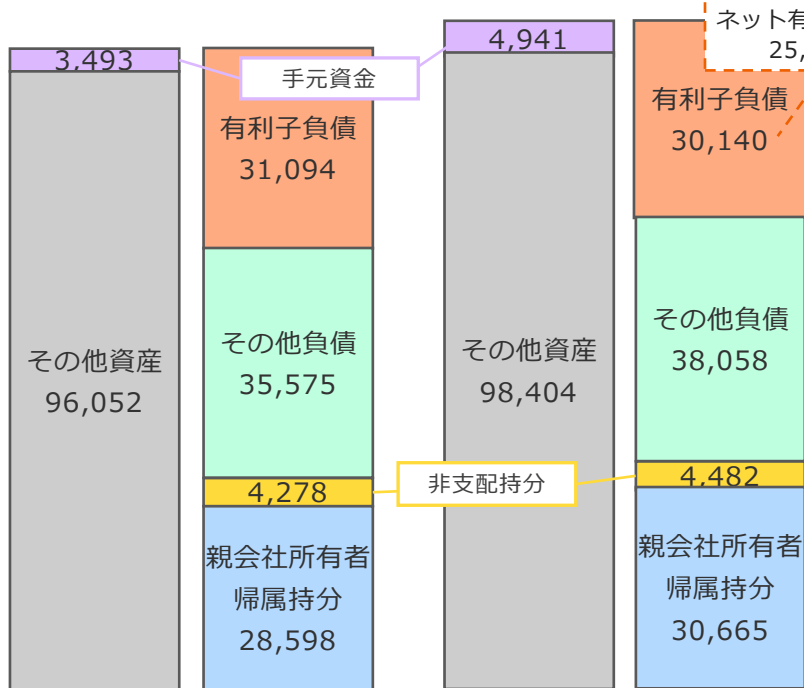 3,493
手元資金
4,941
ネット有
25,
有利子負債
31,094
有利子負債
30,140
その他資産
96,052
その他負債
35,575
その他資産
98,404
その他負債
38,058
4,278
非支配持分
4,482
親会社所有者
帰属持分
28,598
親会社所有者
帰属持分
30,665